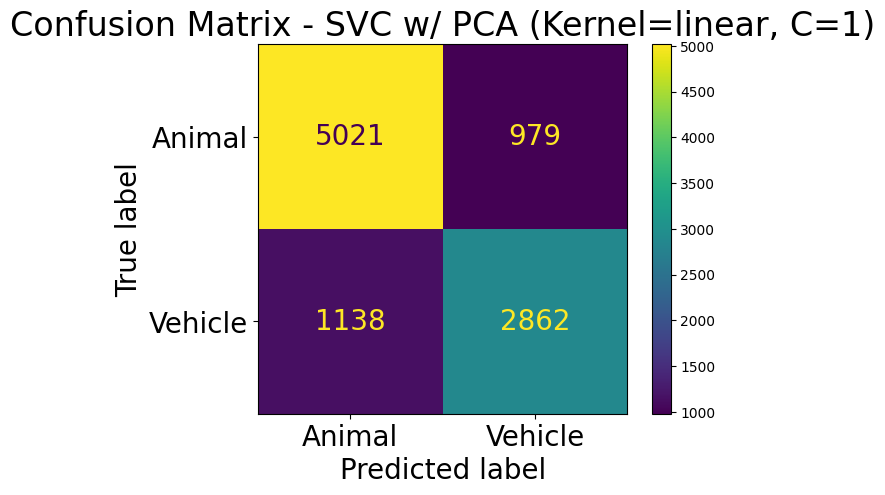 Confusion Matrix - SVC w/ PCA (Kernel=linear, C=1)
5000
4500
4000
3500
3000
2500
2000
1500
1000
True label
Animal
5021 979
Vehicle
1138 2862
Animal Vehicle
Predicted label